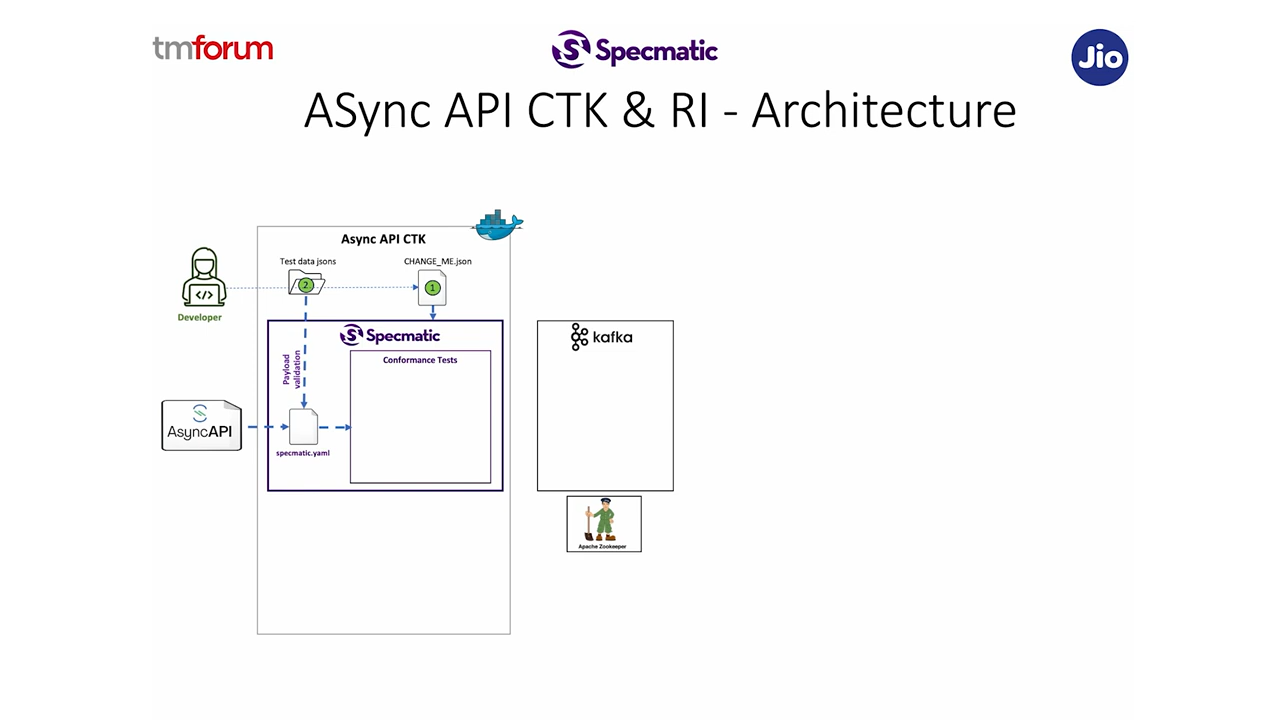 tmforum
Specmatic
Jio
ASync API CTK & RI - Architecture
Async API CTK
Test data jsons
CHANGE_ME.json
2
1
</>
Developer
Specmatic
kafka
Payload
validation
Conformance Tests
AsyncAPI
specmatic.yaml
Apache Zookeeper